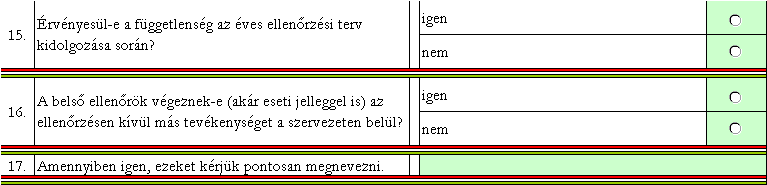 15. Érvényesül-e a függetlenség az éves ellenőrzési terv
kidolgozása során?
igen
nem
16. A belső ellenőrök végeznek-e (akár eseti jelleggel is) az
ellenőrzésen kívül más tevékenységet a szervezeten belül?
igen
nem
17. Amennyiben igen, ezeket kérjük pontosan megnevezni.